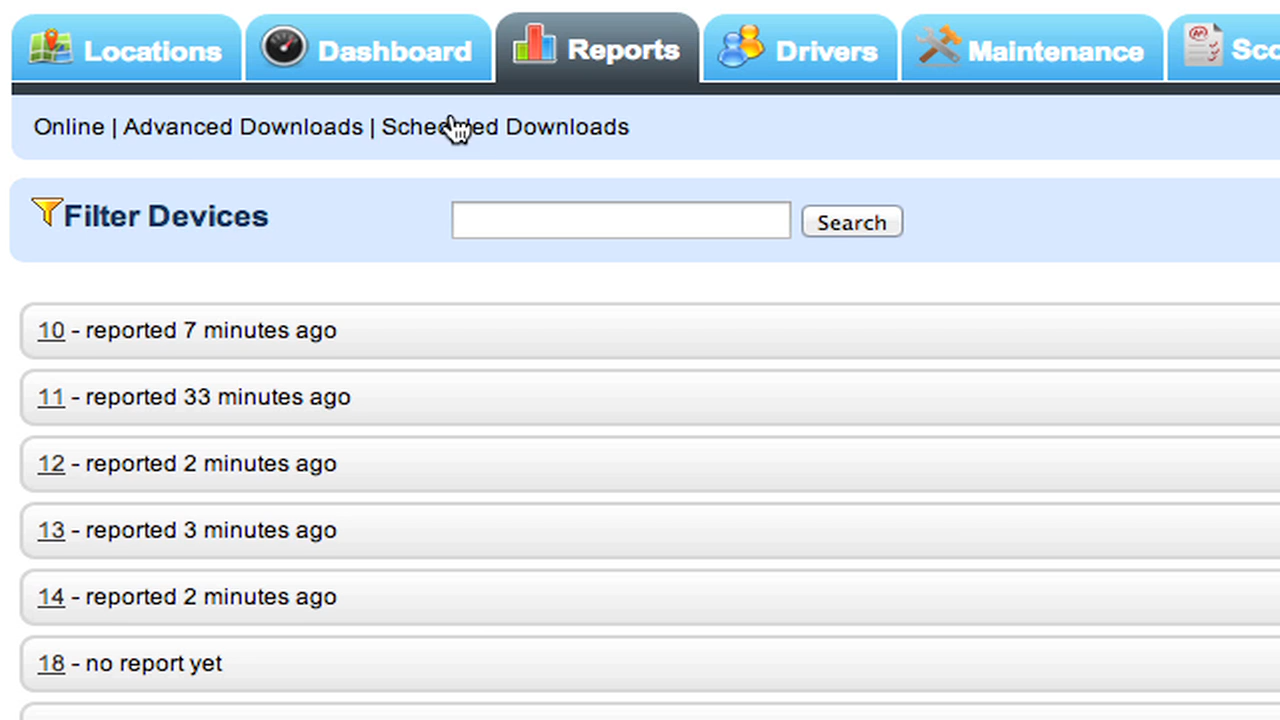 Locations Dashboard Reports Drivers Maintenance
Online | Advanced Downloads | Scheduled Downloads
Filter Devices Search
10 - reported 7 minutes ago
11 - reported 33 minutes ago
12 - reported 2 minutes ago
13 - reported 3 minutes ago
14 - reported 2 minutes ago
18 - no report yet